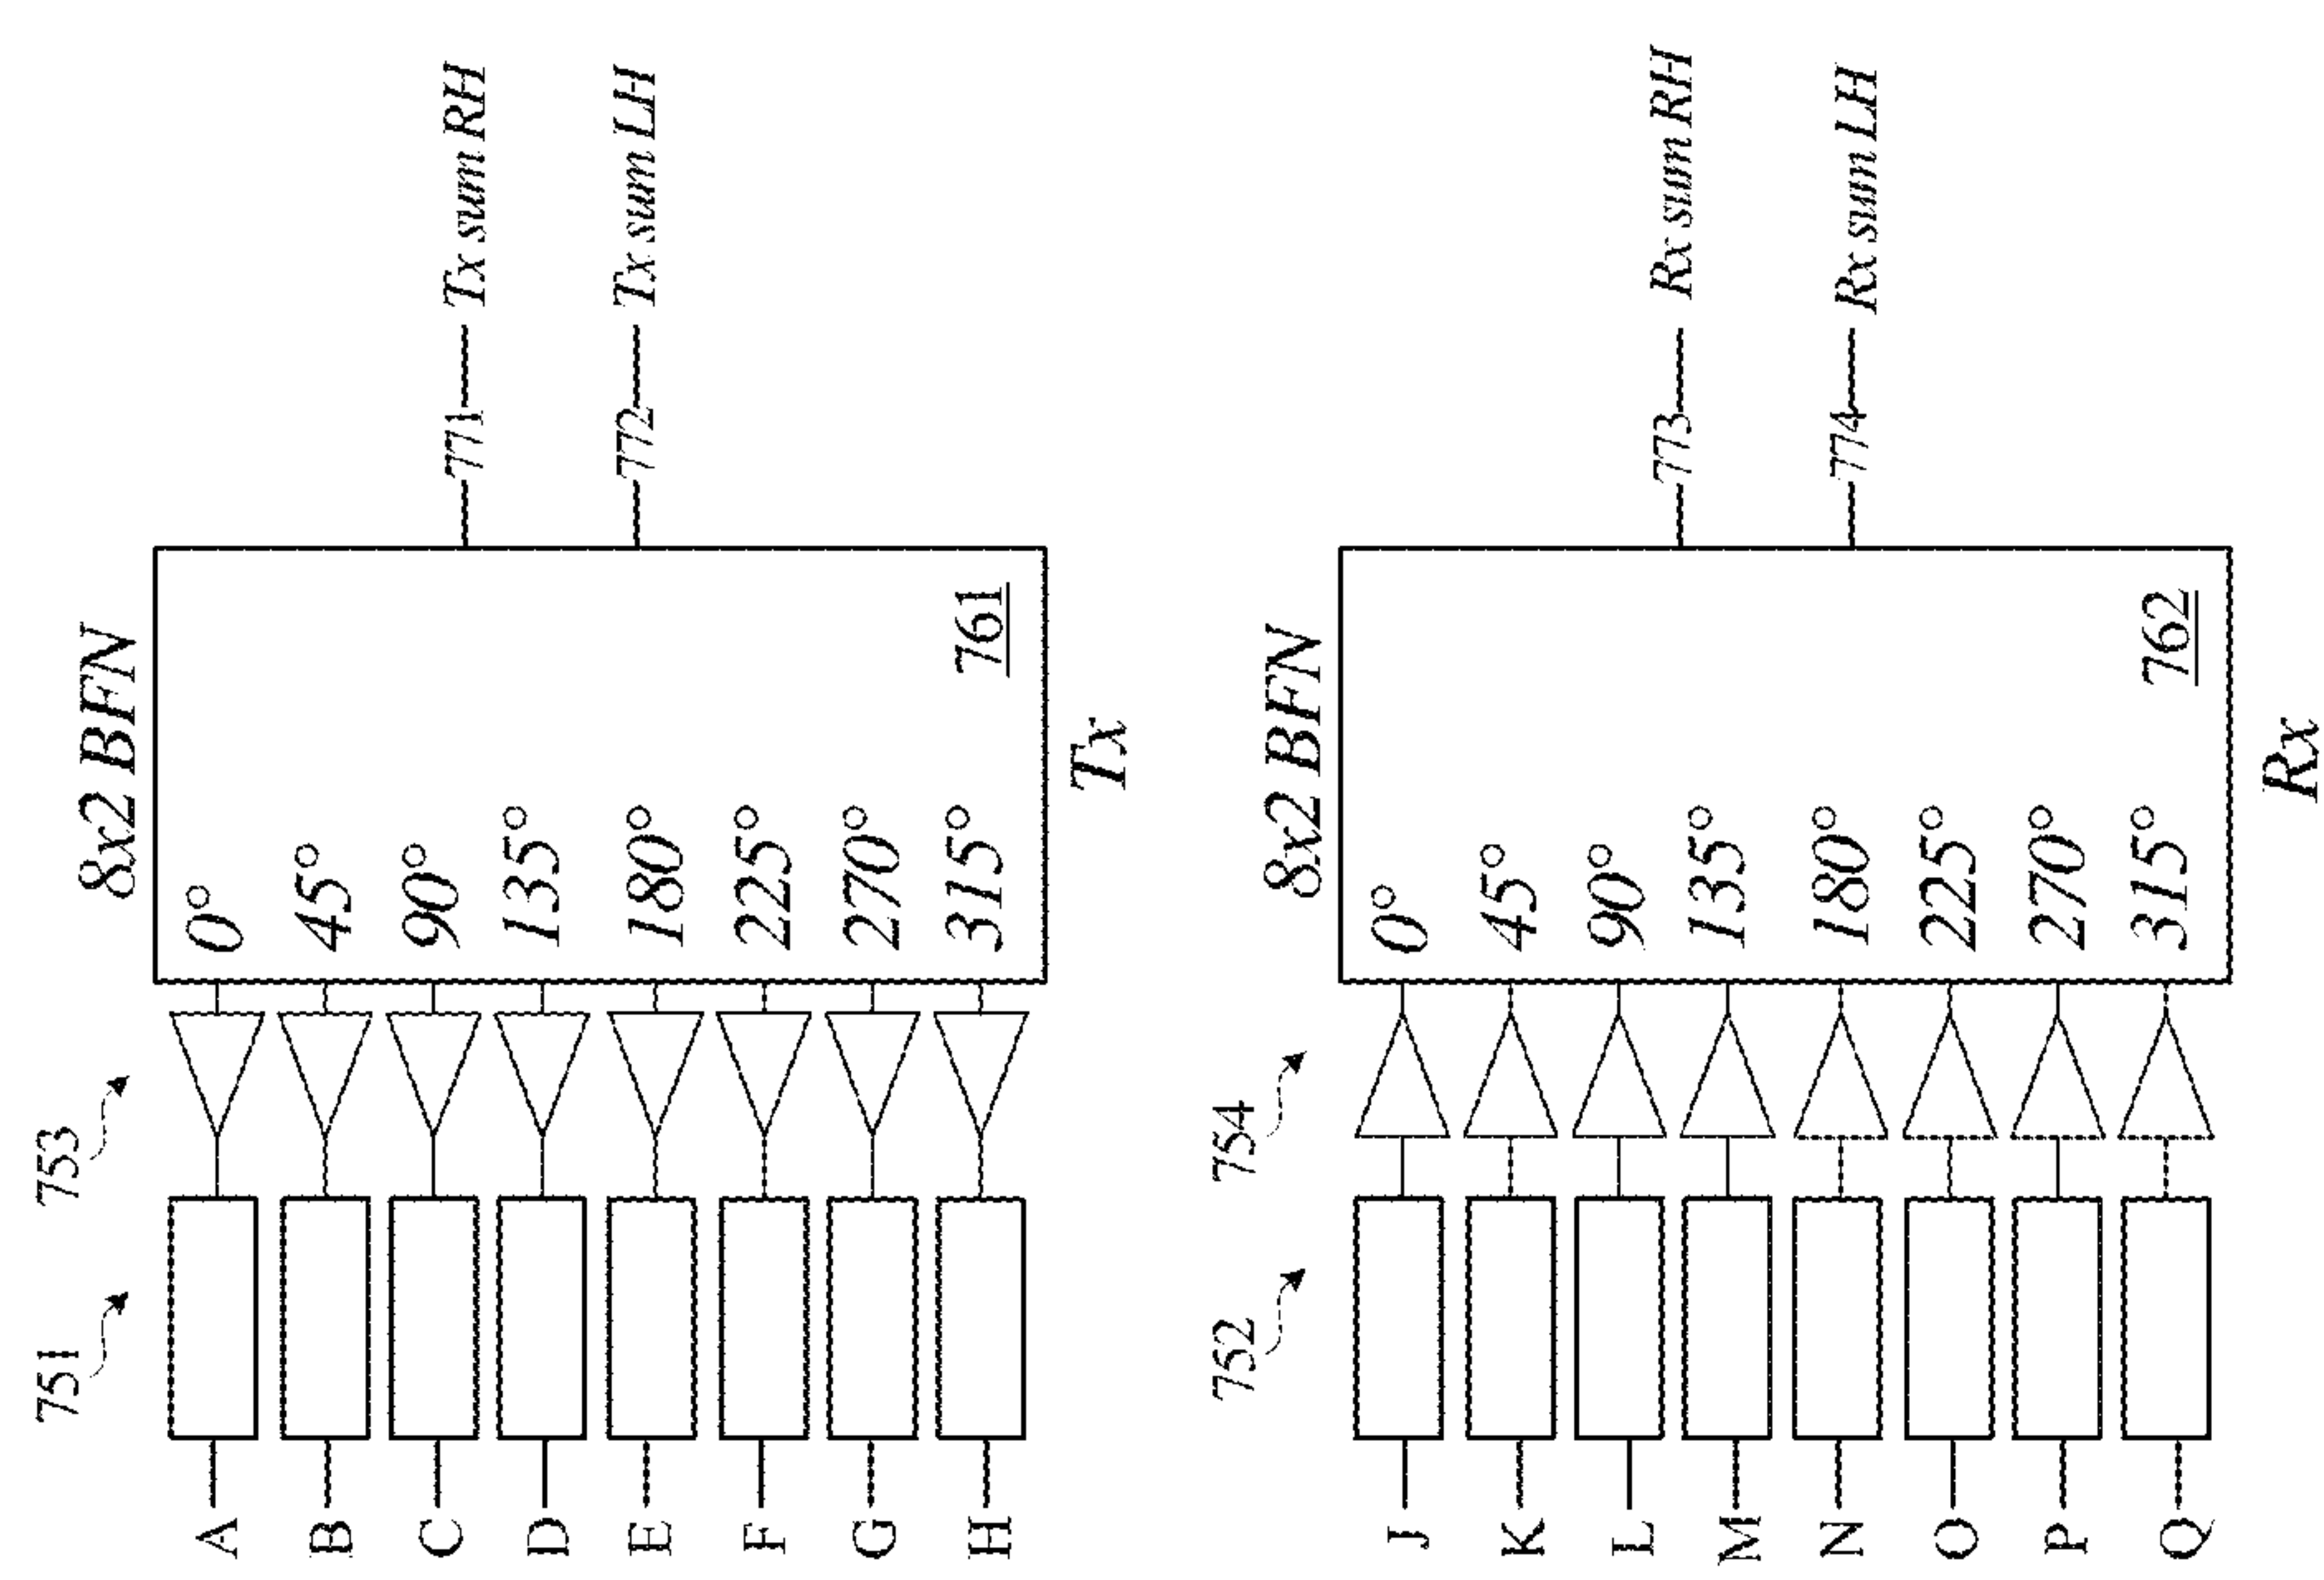 751
753
A
B
C
D
E
F
G
H
8x2 BFN
0°
45°
90°
135°
180°
225°
270°
315°
761
Tx
771
Tx sum RH
772
Tx sum LH
752
754
J
K
L
M
N
O
P
Q
8x2 BFN
0°
45°
90°
135°
180°
225°
270°
315°
762
Rx
773
Rx sum RH
774
Rx sum LH